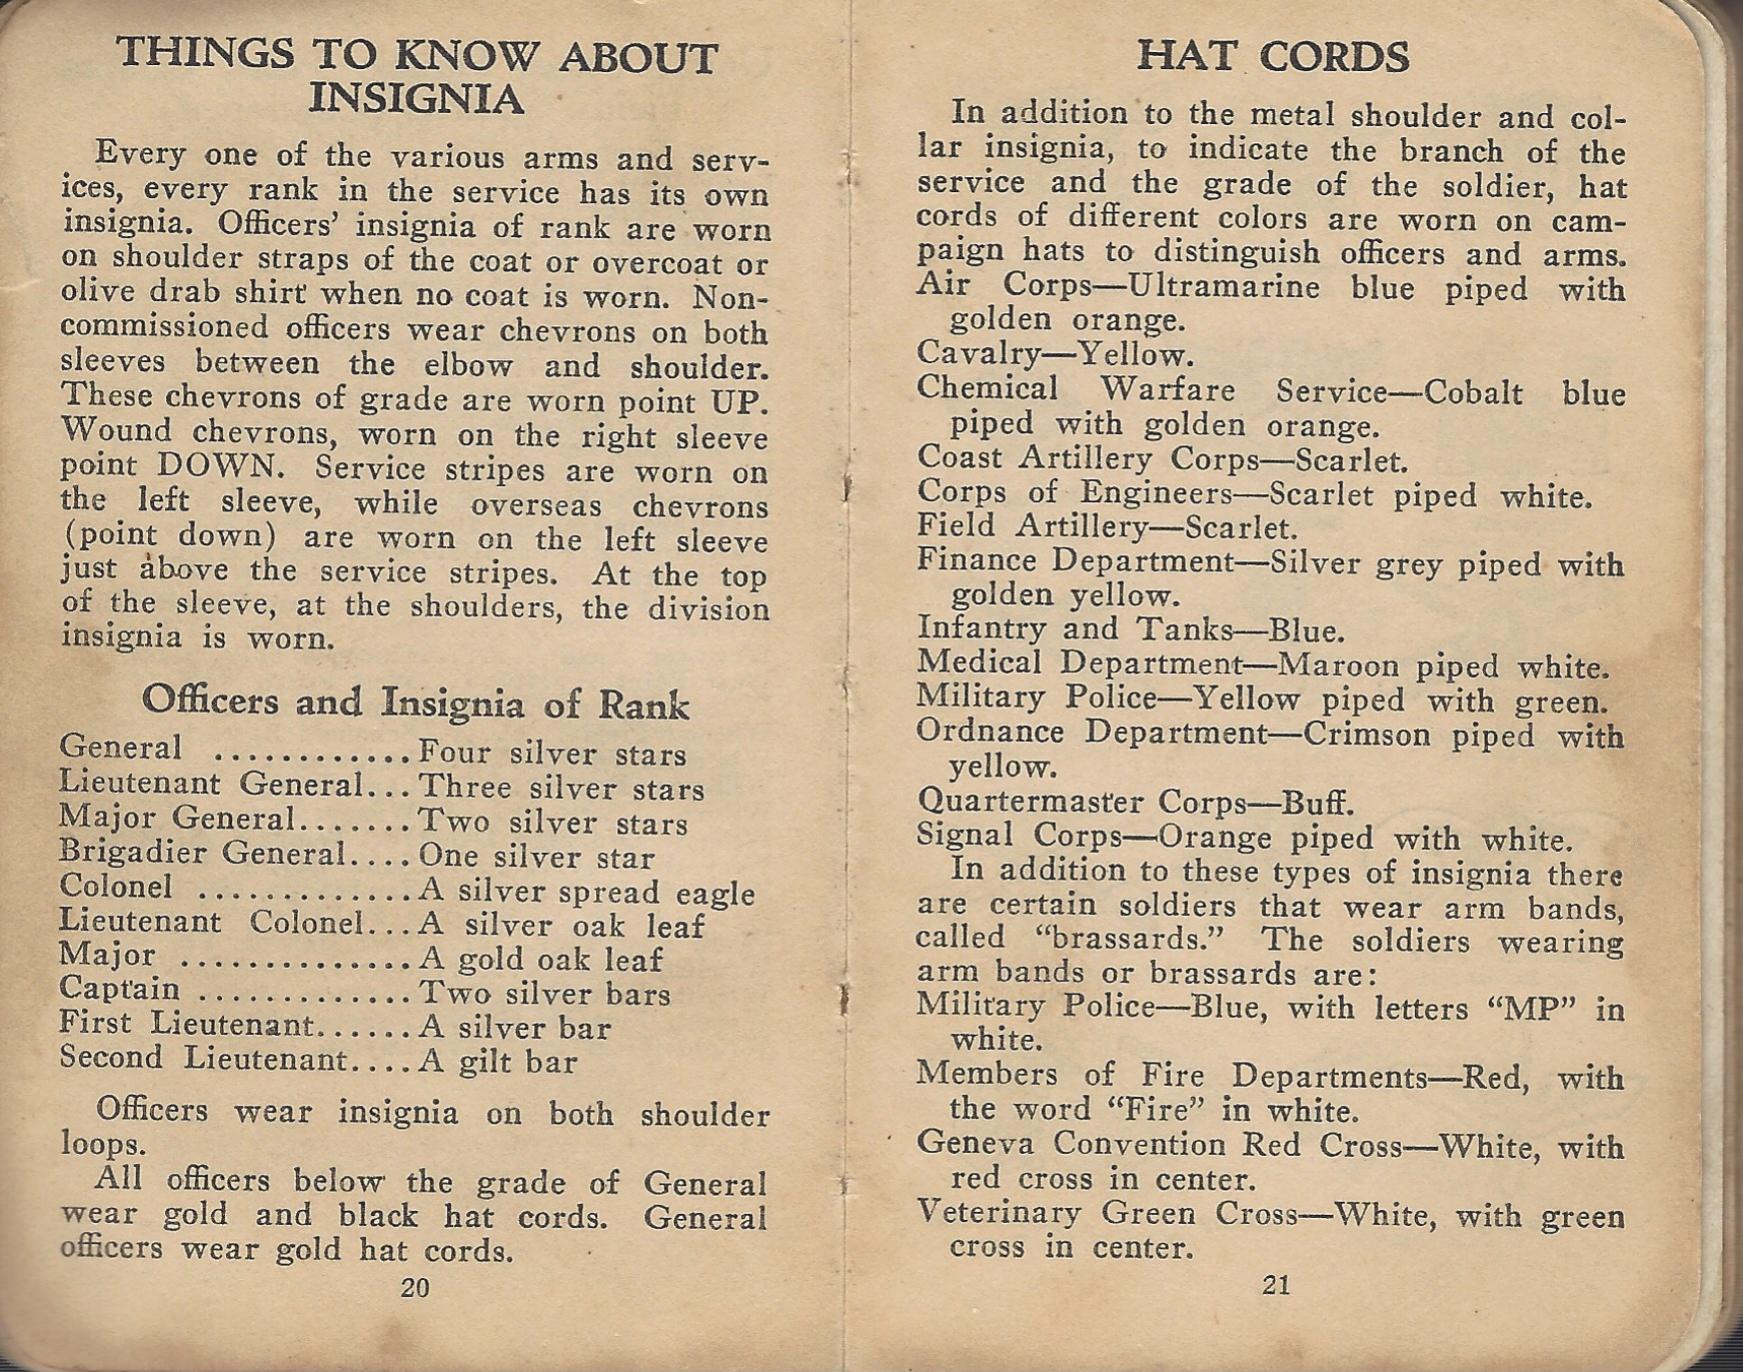 THINGS TO KNOW ABOUT
INSIGNIA
Every one of the various arms and serv-
ices, every rank in the service has its own
insignia. Officers' insignia of rank are worn
on shoulder straps of the coat or overcoat or
olive drab shirt when no coat is worn. Non-
commissioned officers wear chevrons on both
sleeves between the elbow and shoulder.
These chevrons of grade are worn point UP.
Wound chevrons, worn on the right sleeve
point DOWN. Service stripes are worn on
the left sleeve, while overseas chevrons
(point down) are worn on the left sleeve
just above the service stripes. At the top
of the sleeve, at the shoulders, the division
insignia is worn.
Officers and Insignia of Rank
General ............Four silver stars
Lieutenant General...Three silver stars
Major General.......Two silver stars
Brigadier General....One silver star
Colonel .............A silver spread eagle
Lieutenant Colonel...A silver oak leaf
Major ..............A gold oak leaf
Captain .............Two silver bars
First Lieutenant......A silver bar
Second Lieutenant....A gilt bar
Officers wear insignia on both shoulder
loops.
All officers below the grade of General
wear gold and black hat cords. General
officers wear gold hat cords.
20
HAT CORDS
In addition to the metal shoulder and col-
lar insignia, to indicate the branch of the
service and the grade of the soldier, hat
cords of different colors are worn on cam-
paign hats to distinguish officers and arms.
Air Corps—Ultramarine blue piped with
golden orange.
Cavalry—Yellow.
Chemical Warfare Service—Cobalt blue
piped with golden orange.
Coast Artillery Corps—Scarlet.
Corps of Engineers—Scarlet piped white.
Field Artillery—Scarlet.
Finance Department—Silver grey piped with
golden yellow.
Infantry and Tanks—Blue.
Medical Department—Maroon piped white.
Military Police—Yellow piped with green.
Ordnance Department—Crimson piped with
yellow.
Quartermaster Corps—Buff.
Signal Corps—Orange piped with white.
In addition to these types of insignia there
are certain soldiers that wear arm bands,
called "brassards." The soldiers wearing
arm bands or brassards are:
Military Police—Blue, with letters "MP" in
white.
Members of Fire Departments—Red, with
the word "Fire" in white.
Geneva Convention Red Cross—White, with
red cross in center.
Veterinary Green Cross—White, with green
cross in center.
21